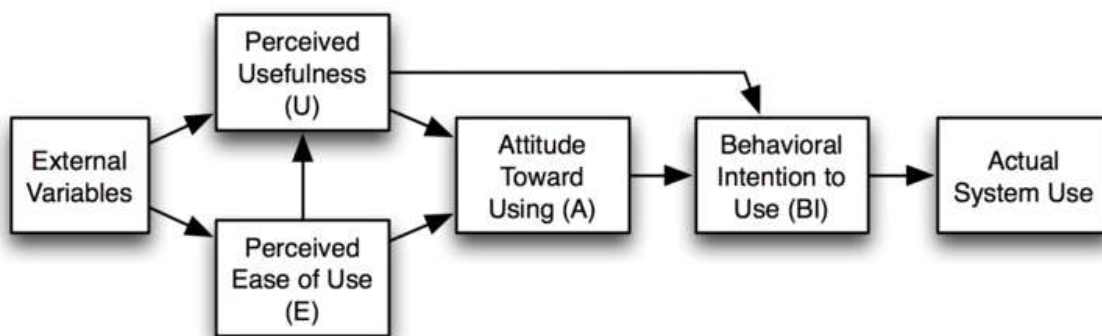 External
Variables
Perceived
Usefulness
(U)
Perceived
Ease of Use
(E)
Attitude
Toward
Using (A)
Behavioral
Intention to
Use (BI)
Actual
System Use